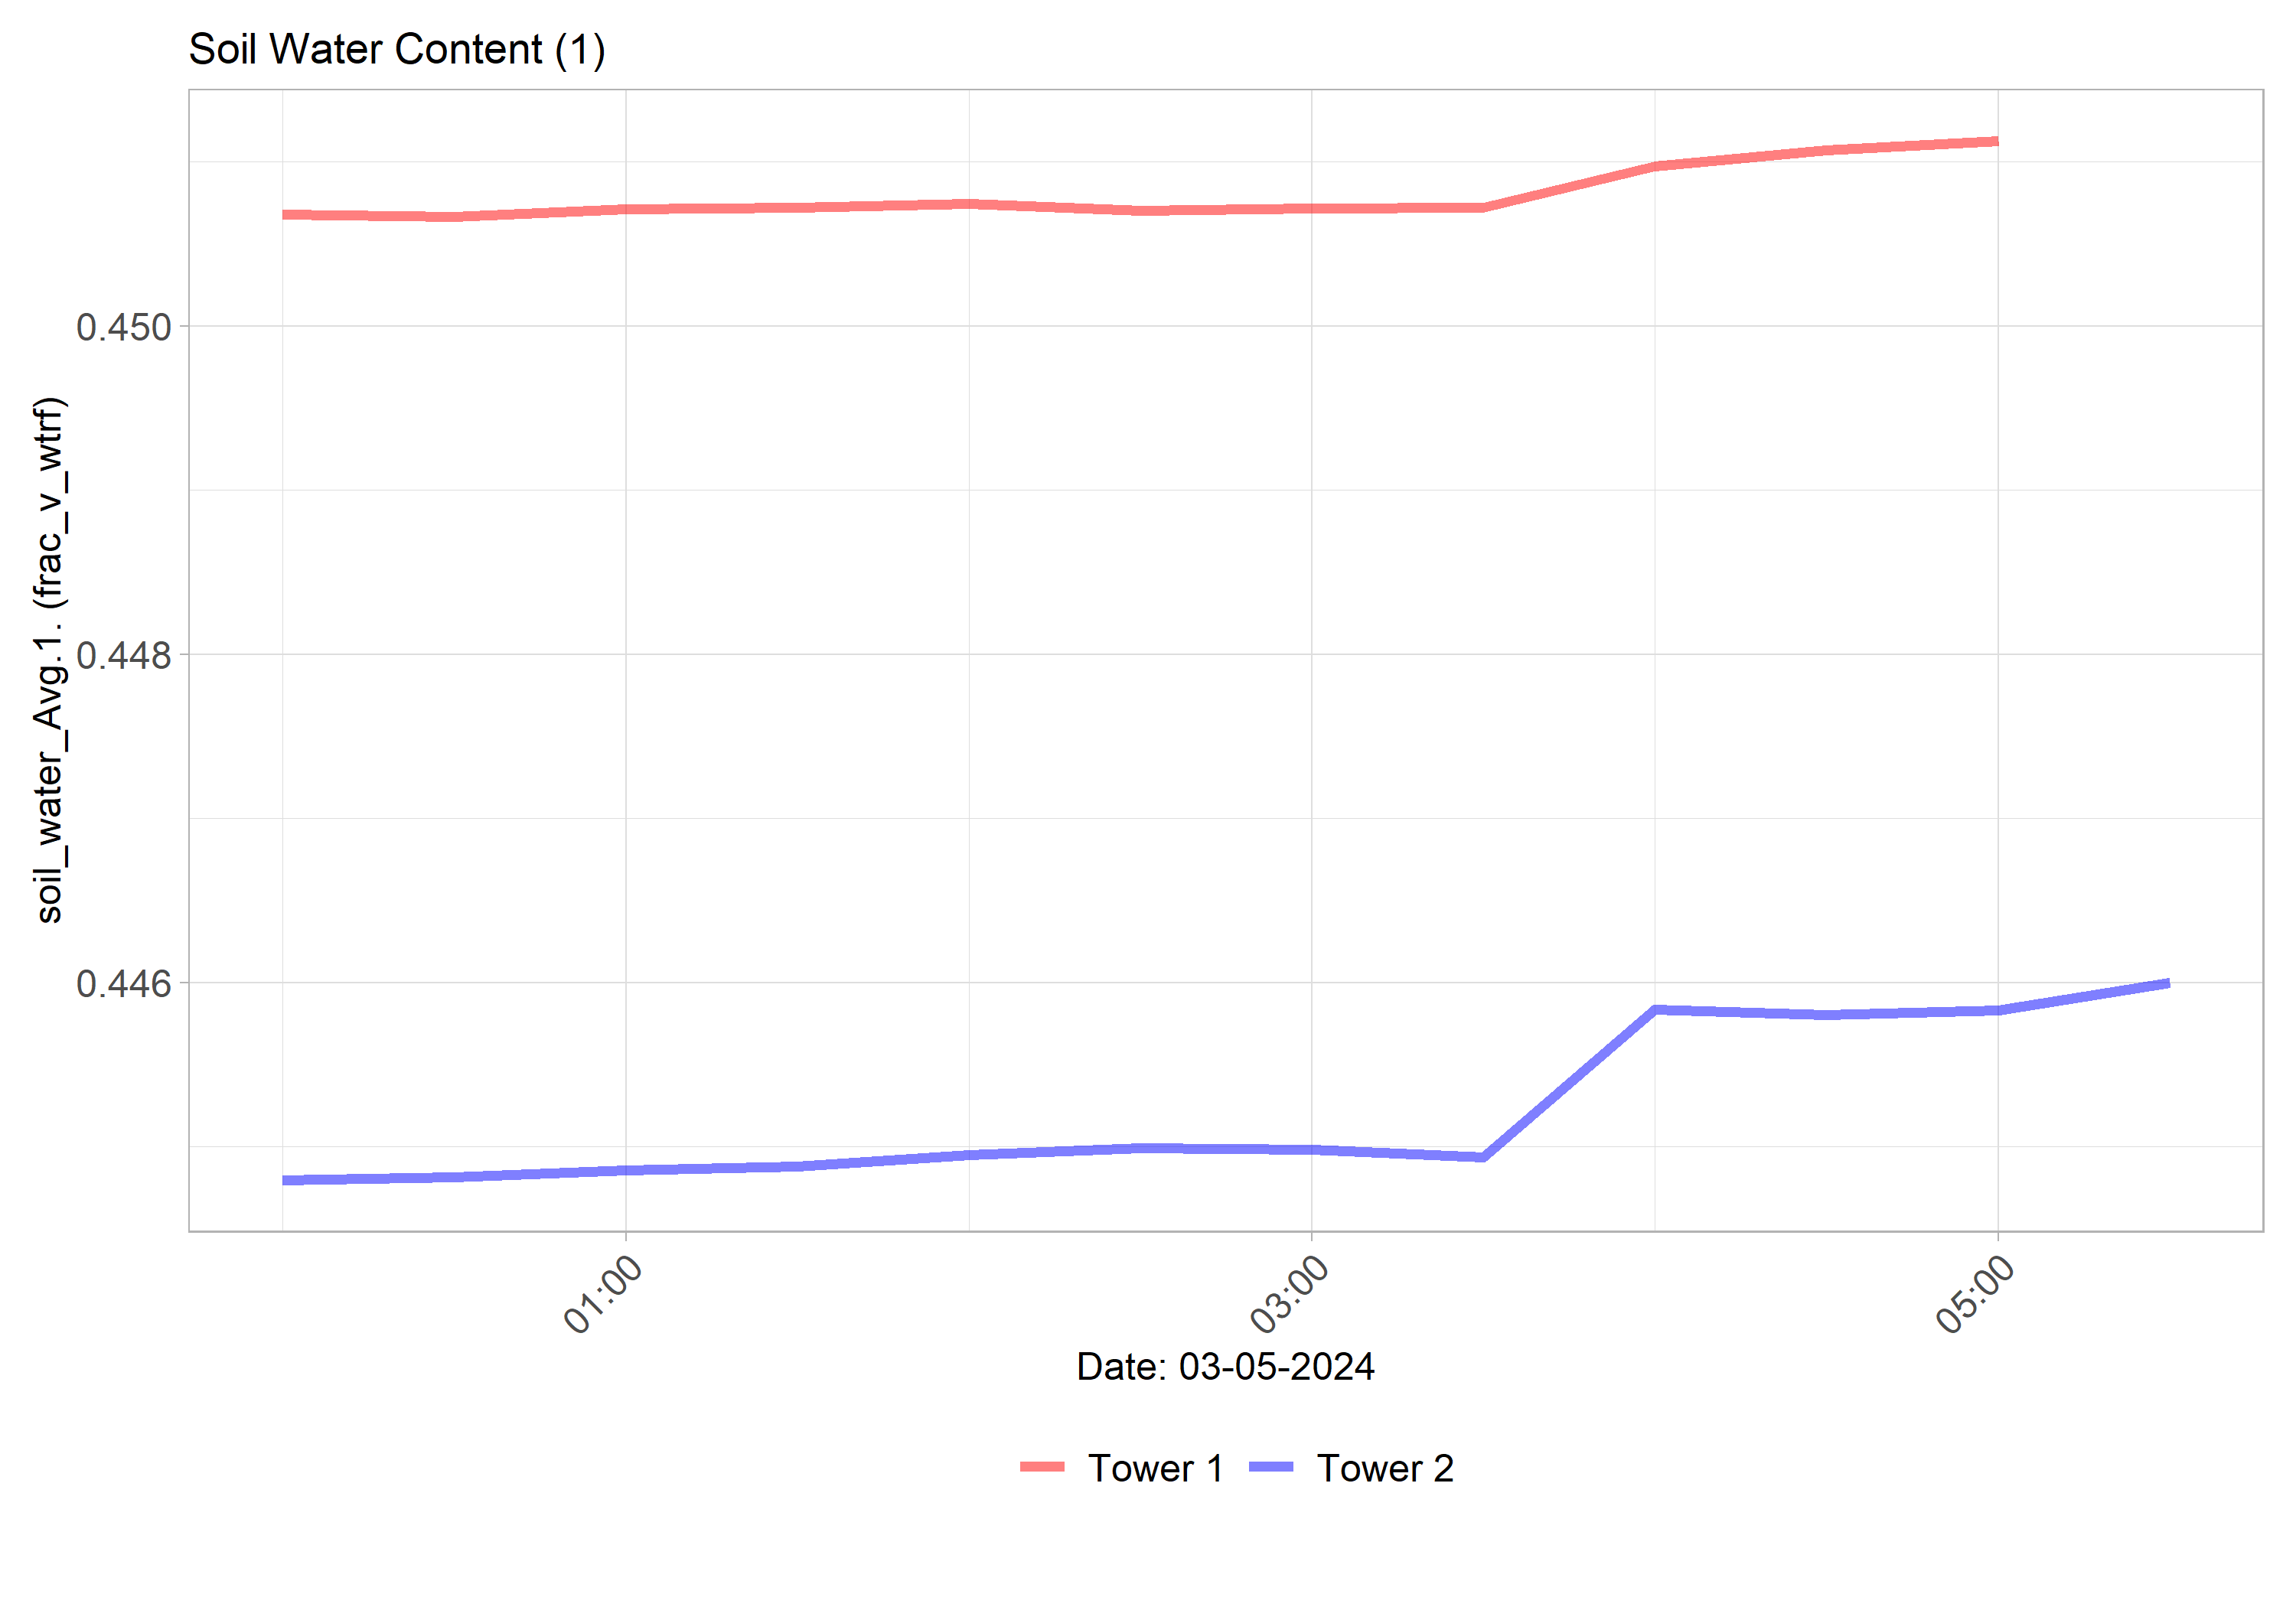 Soil Water Content (1)
soil_water_Avg.1. (frac_v_wtrf)
0.450
0.448
0.446
01:00
03:00
05:00
Date: 03-05-2024
Tower 1
Tower 2